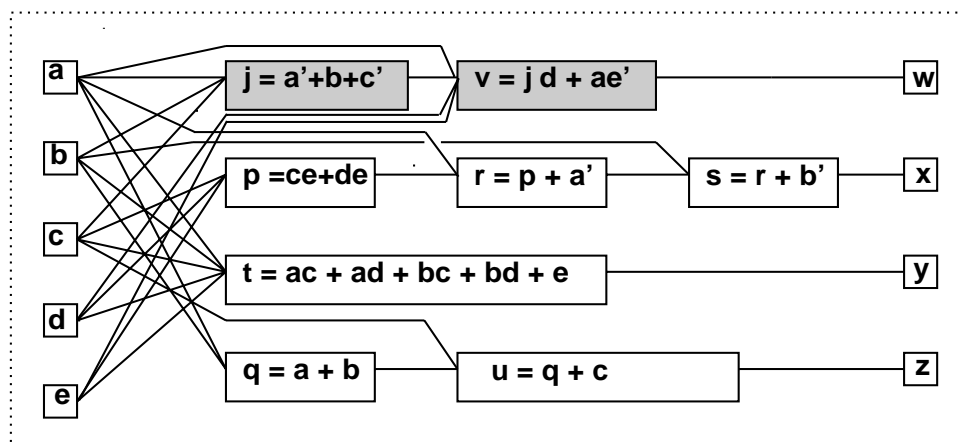 a j = a’+b+c’ v = j d + ae’ w
b p =ce+de r = p + a’ s = r + b’ x
c t = ac + ad + bc + bd + e y
d
e q = a + b u = q + c z